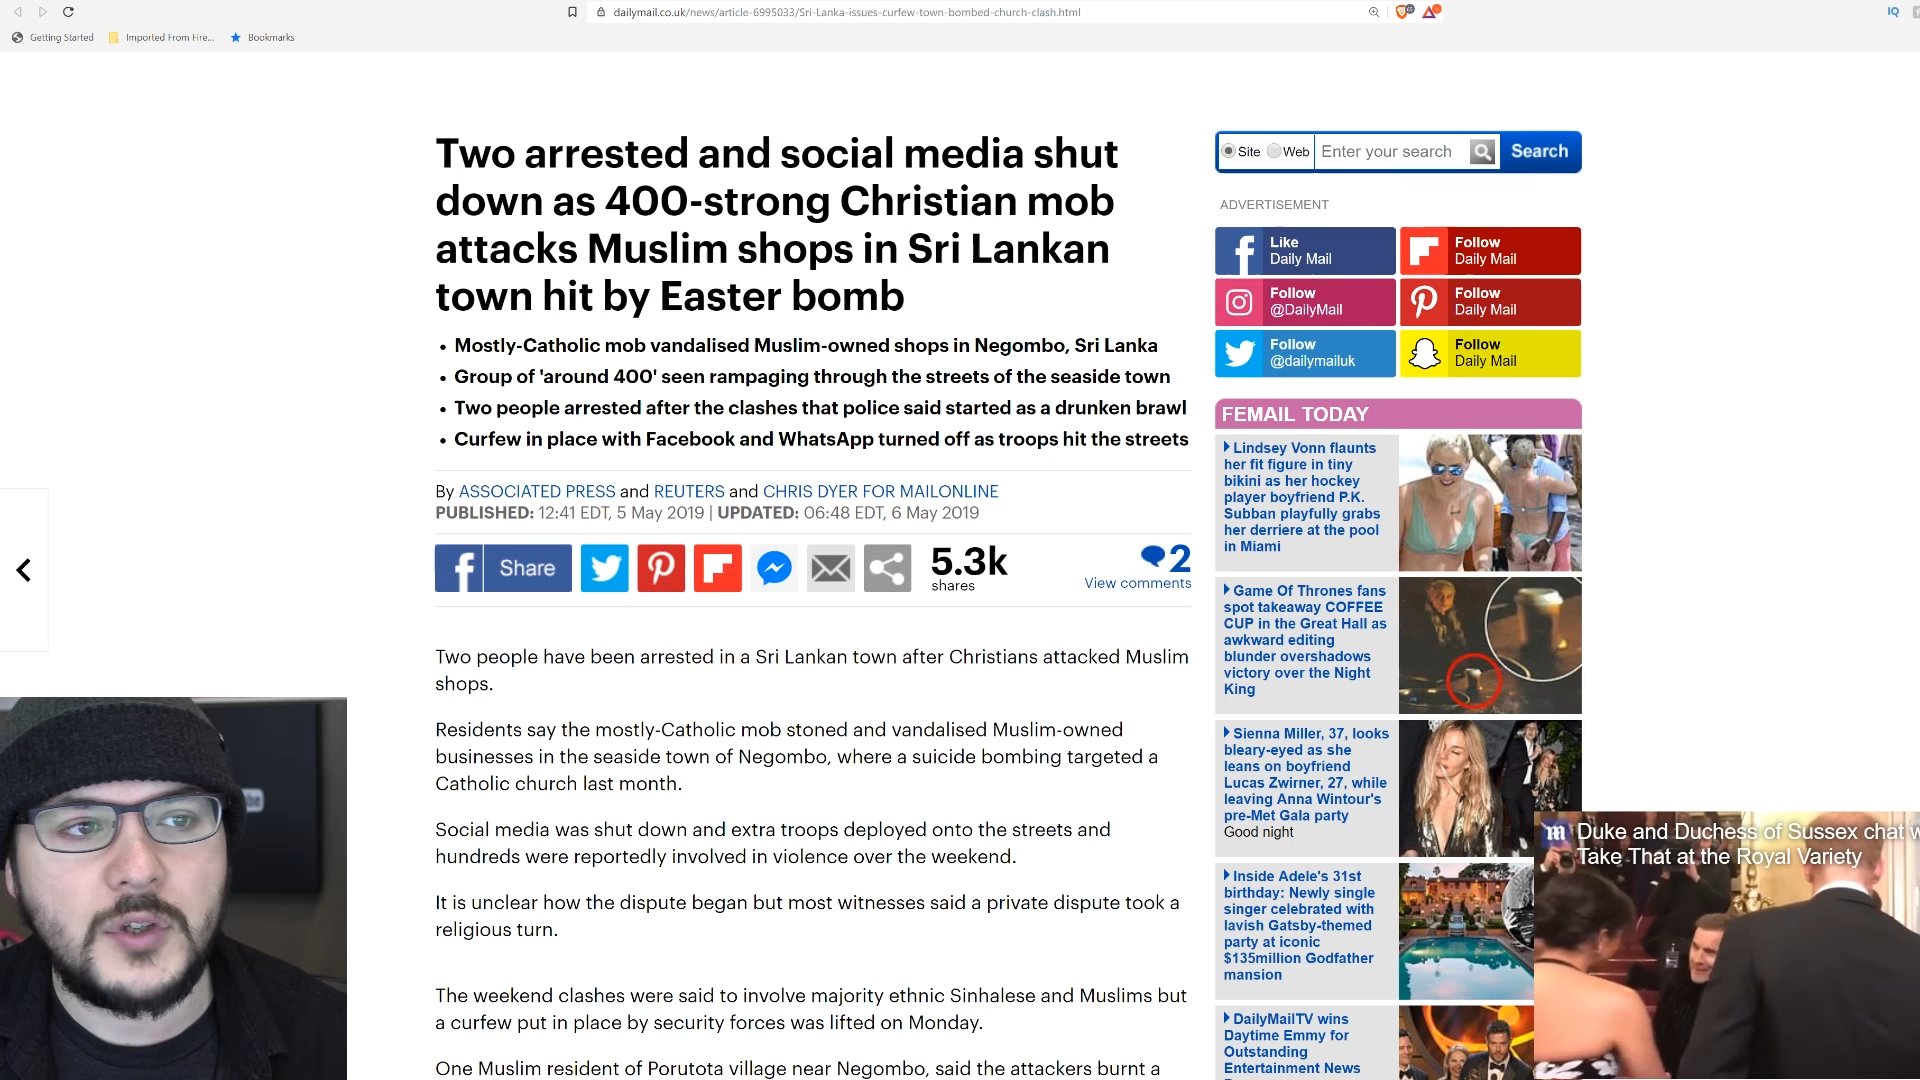 dailymail.co.uk/news/article-6995033/Sri-Lanka-issues-curfew-town-bombed-church-clash.html
IQ
Getting Started
Imported From Fire...
Bookmarks
Two arrested and social media shut
down as 400-strong Christian mob
attacks Muslim shops in Sri Lankan
town hit by Easter bomb
• Mostly-Catholic mob vandalised Muslim-owned shops in Negombo, Sri Lanka
• Group of 'around 400' seen rampaging through the streets of the seaside town
• Two people arrested after the clashes that police said started as a drunken brawl
• Curfew in place with Facebook and WhatsApp turned off as troops hit the streets
By ASSOCIATED PRESS and REUTERS and CHRIS DYER FOR MAILONLINE
PUBLISHED: 12:41 EDT, 5 May 2019 | UPDATED: 06:48 EDT, 6 May 2019
Share
5.3k
shares
2
View comments
Two people have been arrested in a Sri Lankan town after Christians attacked Muslim
shops.
Residents say the mostly-Catholic mob stoned and vandalised Muslim-owned
businesses in the seaside town of Negombo, where a suicide bombing targeted a
Catholic church last month.
Social media was shut down and extra troops deployed onto the streets and
hundreds were reportedly involved in violence over the weekend.
It is unclear how the dispute began but most witnesses said a private dispute took a
religious turn.
The weekend clashes were said to involve majority ethnic Sinhalese and Muslims but
a curfew put in place by security forces was lifted on Monday.
One Muslim resident of Porutota village near Negombo, said the attackers burnt a
Site Web Enter your search Search
ADVERTISEMENT
Like
Daily Mail
Follow
Daily Mail
Follow
@DailyMail
Follow
Daily Mail
Follow
@dailymailuk
Follow
Daily Mail
FEMAIL TODAY
Lindsey Vonn flaunts
her fit figure in tiny
bikini as her hockey
player boyfriend P.K.
Subban playfully grabs
her derriere at the pool
in Miami
Game Of Thrones fans
spot takeaway COFFEE
CUP in the Great Hall as
awkward editing
blunder overshadows
victory over the Night
King
Sienna Miller, 37, looks
bleary-eyed as she
leans on boyfriend
Lucas Zwirner, 27, while
leaving Anna Wintour's
pre-Met Gala party
Good night
Inside Adele's 31st
birthday: Newly single
singer celebrated with
lavish Gatsby-themed
party at iconic
$135million Godfather
mansion
DailyMailTV wins
Daytime Emmy for
Outstanding
Entertainment News
m Duke and Duchess of Sussex chat w
Take That at the Royal Variety